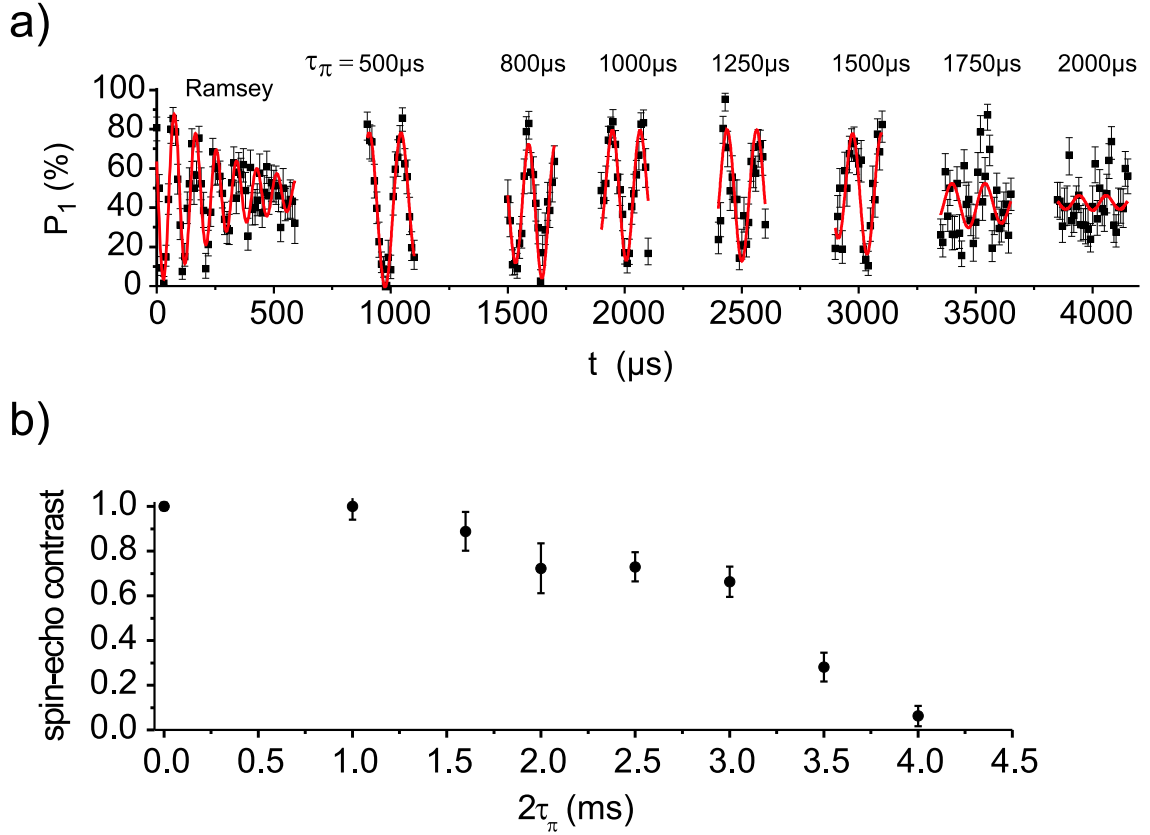 a)
τπ = 500µs 800µs 1000µs 1250µs 1500µs 1750µs 2000µs
Ramsey
100
80
60
40
20
0
P1 (%)
0 500 1000 1500 2000 2500 3000 3500 4000
t (µs)
b)
1.0
0.8
0.6
0.4
0.2
0.0
spin-echo contrast
0.0 0.5 1.0 1.5 2.0 2.5 3.0 3.5 4.0 4.5
2τπ (ms)